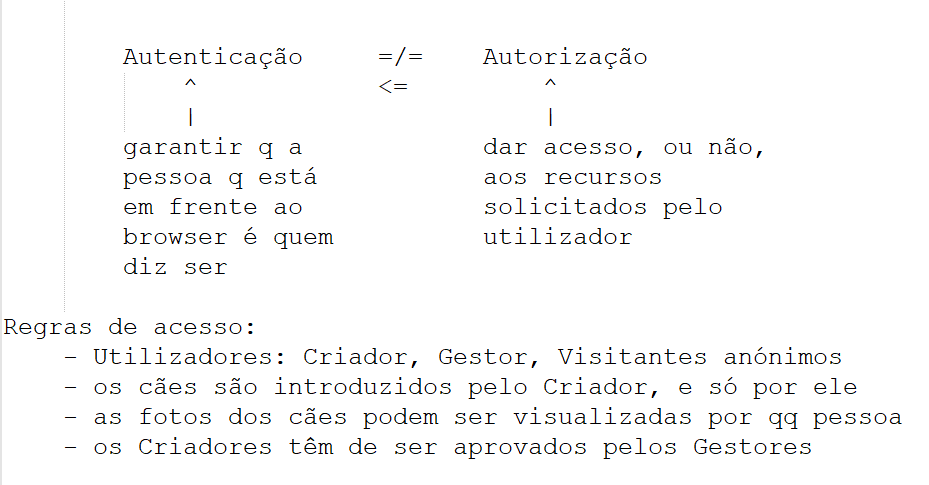 Autenticação     =/=    Autorização
^            <=         ^
|                       |
garantir q a            dar acesso, ou não,
pessoa q está           aos recursos
em frente ao            solicitados pelo
browser é quem          utilizador
diz ser
Regras de acesso:
- Utilizadores: Criador, Gestor, Visitantes anónimos
- os cães são introduzidos pelo Criador, e só por ele
- as fotos dos cães podem ser visualizadas por qq pessoa
- os Criadores têm de ser aprovados pelos Gestores